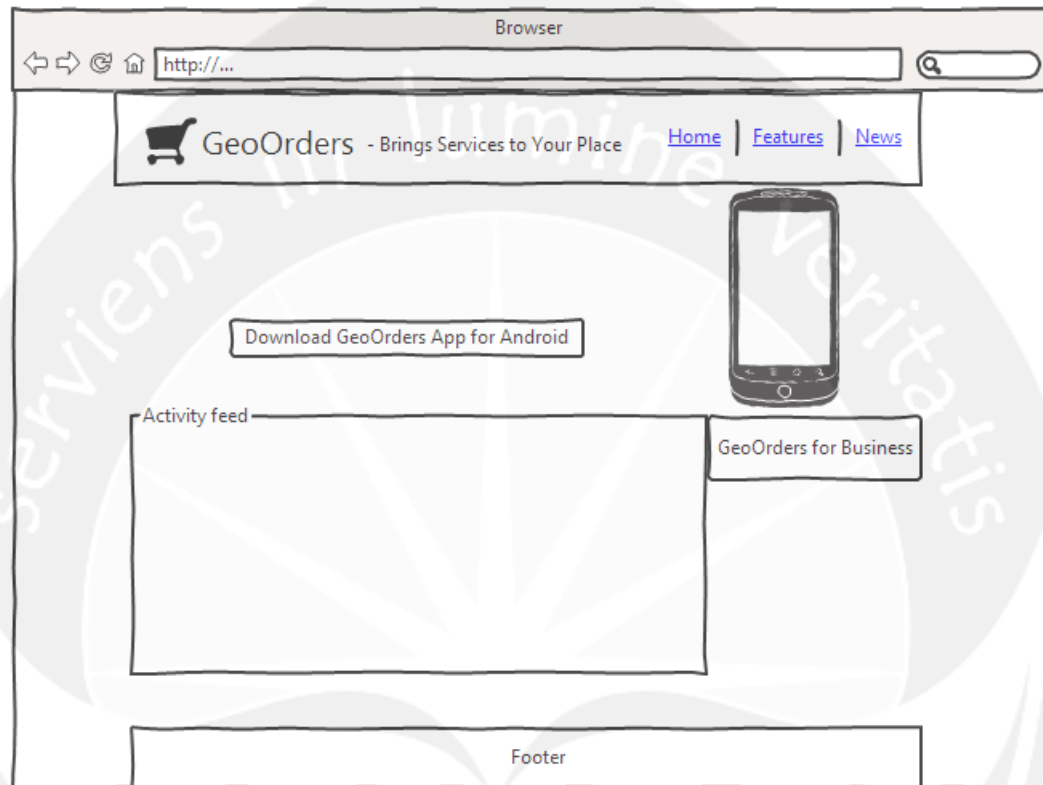 Browser
http://...
GeoOrders - Brings Services to Your Place
Home | Features | News
Download GeoOrders App for Android
Activity feed
GeoOrders for Business
Footer
serviens in lumine veritatis